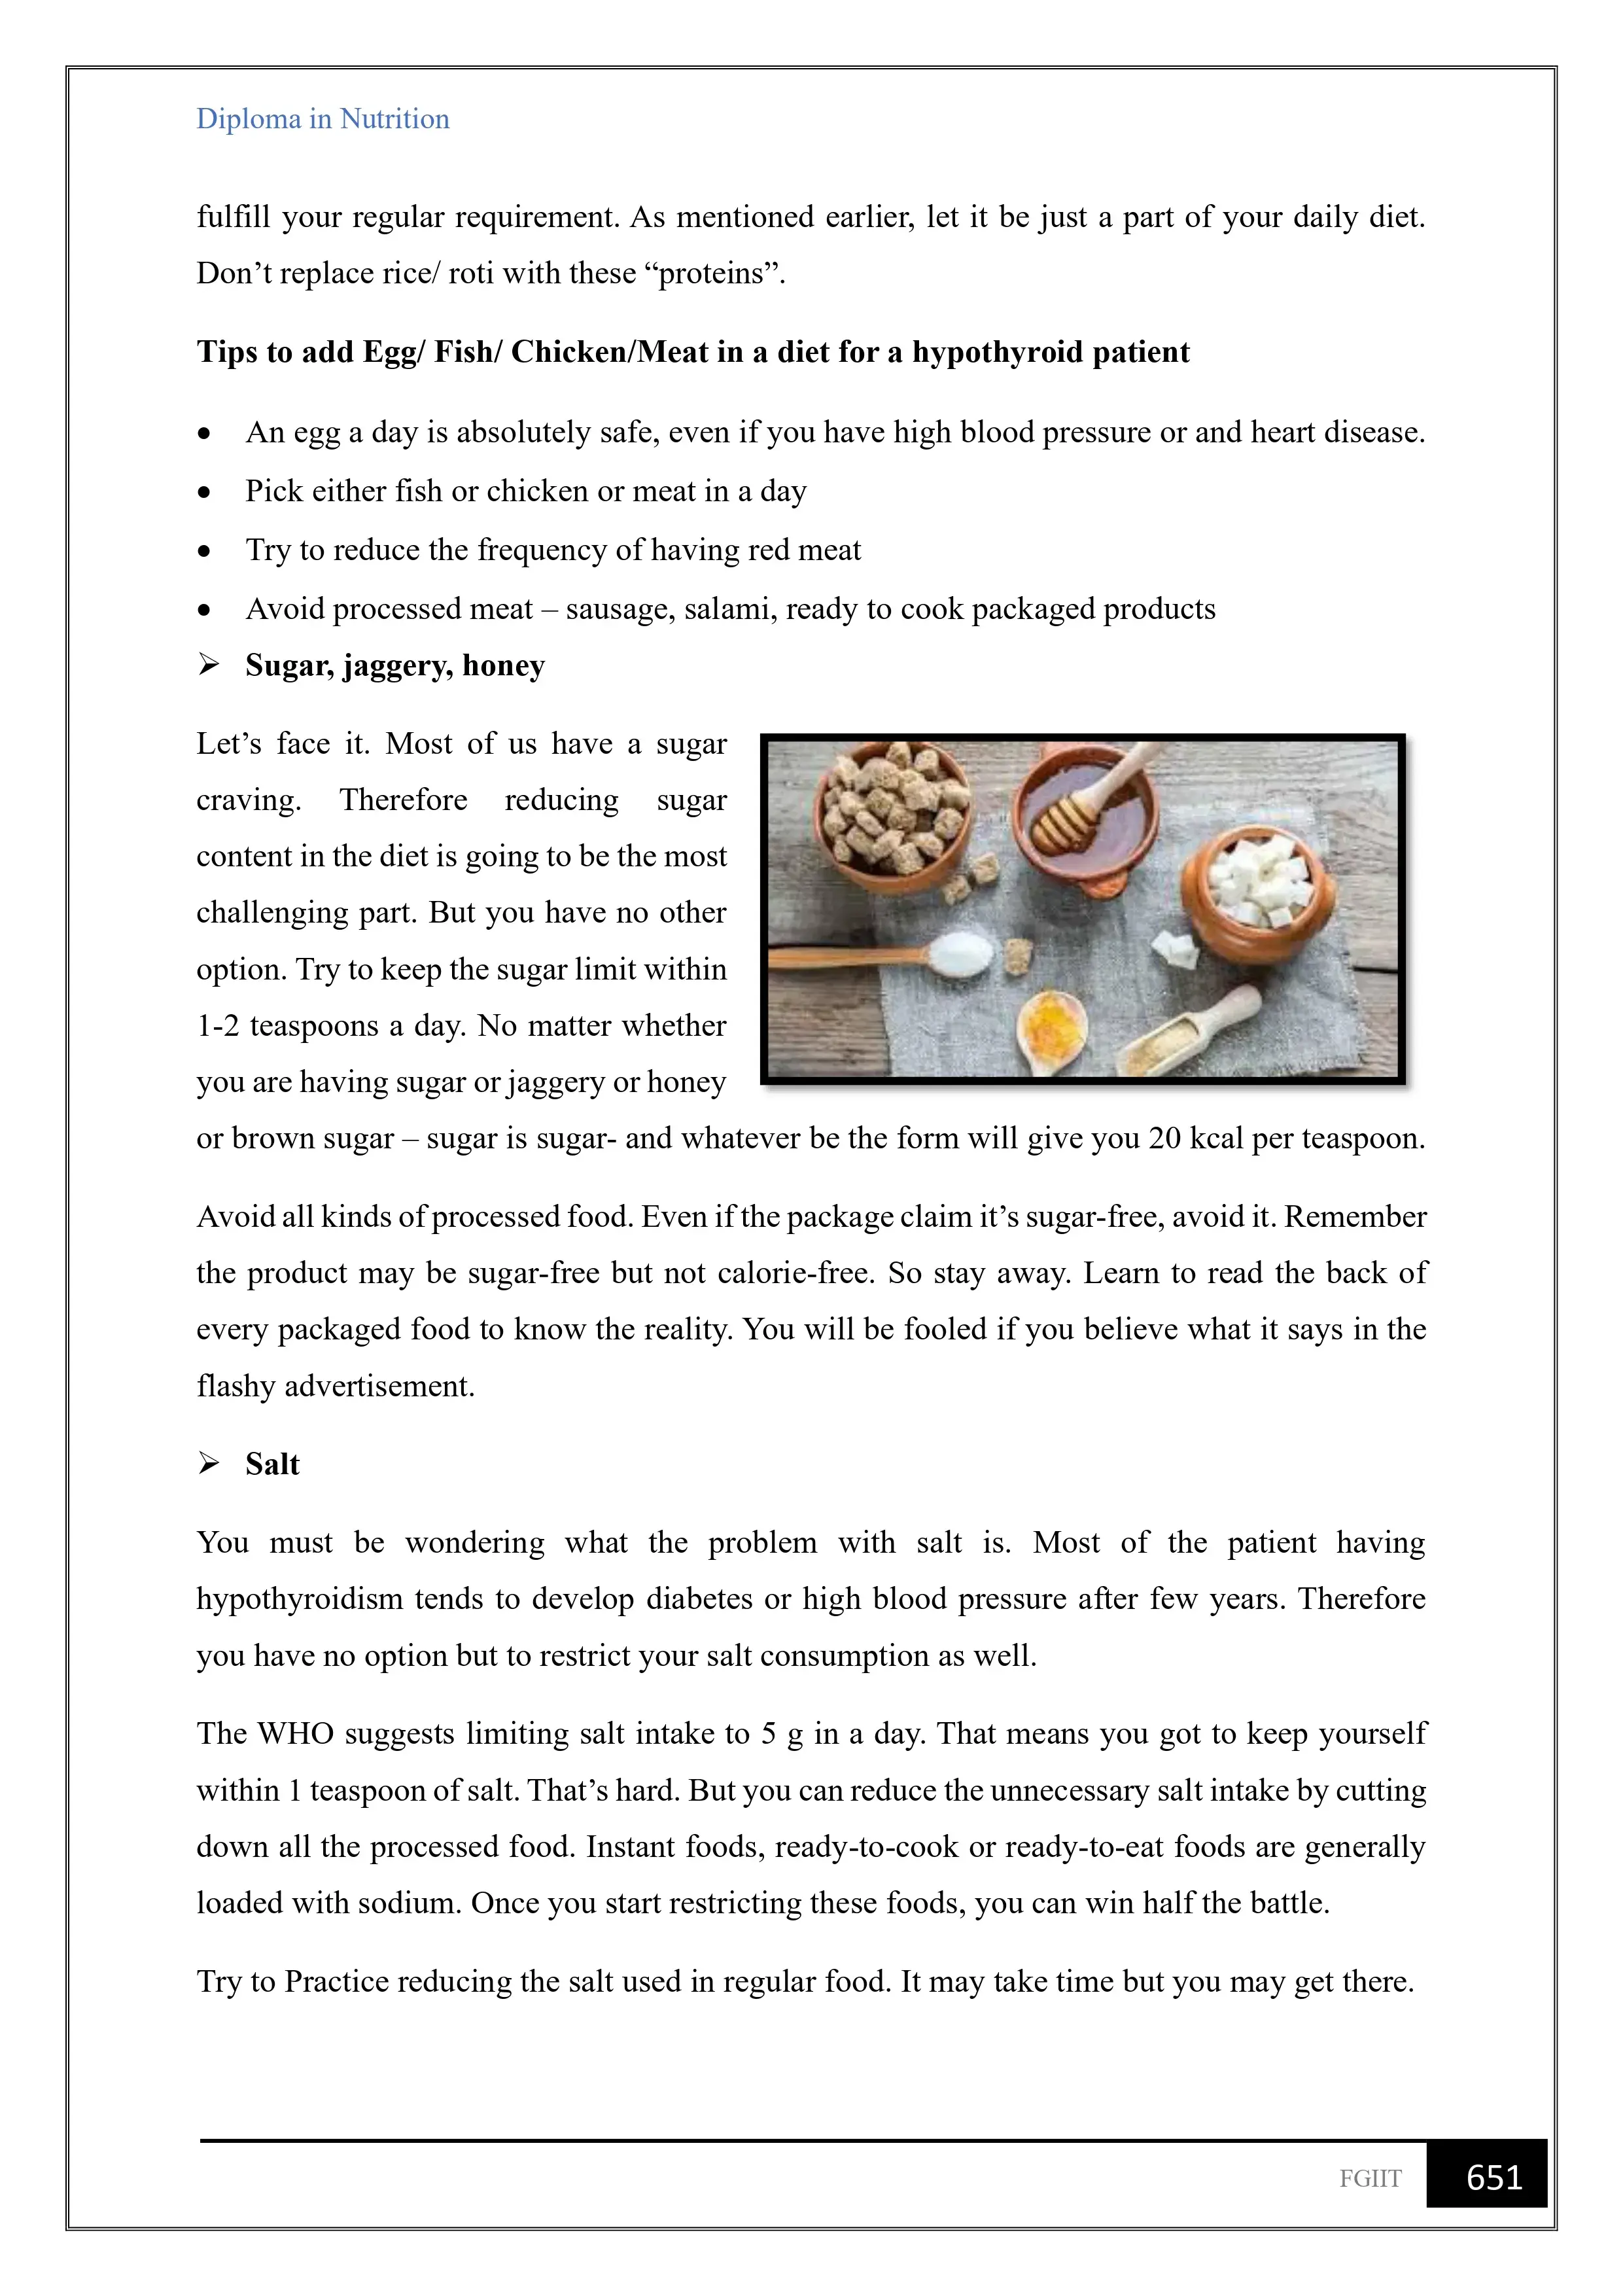 Diploma in Nutrition
fulfill your regular requirement. As mentioned earlier, let it be just a part of your daily diet.
Don’t replace rice/ roti with these “proteins”.
Tips to add Egg/ Fish/ Chicken/Meat in a diet for a hypothyroid patient
• An egg a day is absolutely safe, even if you have high blood pressure or and heart disease.
• Pick either fish or chicken or meat in a day
• Try to reduce the frequency of having red meat
• Avoid processed meat – sausage, salami, ready to cook packaged products
➢ Sugar, jaggery, honey
Let’s face it. Most of us have a sugar
craving. Therefore reducing sugar
content in the diet is going to be the most
challenging part. But you have no other
option. Try to keep the sugar limit within
1-2 teaspoons a day. No matter whether
you are having sugar or jaggery or honey
or brown sugar – sugar is sugar- and whatever be the form will give you 20 kcal per teaspoon.
Avoid all kinds of processed food. Even if the package claim it’s sugar-free, avoid it. Remember
the product may be sugar-free but not calorie-free. So stay away. Learn to read the back of
every packaged food to know the reality. You will be fooled if you believe what it says in the
flashy advertisement.
➢ Salt
You must be wondering what the problem with salt is. Most of the patient having
hypothyroidism tends to develop diabetes or high blood pressure after few years. Therefore
you have no option but to restrict your salt consumption as well.
The WHO suggests limiting salt intake to 5 g in a day. That means you got to keep yourself
within 1 teaspoon of salt. That’s hard. But you can reduce the unnecessary salt intake by cutting
down all the processed food. Instant foods, ready-to-cook or ready-to-eat foods are generally
loaded with sodium. Once you start restricting these foods, you can win half the battle.
Try to Practice reducing the salt used in regular food. It may take time but you may get there.
FGIIT 651